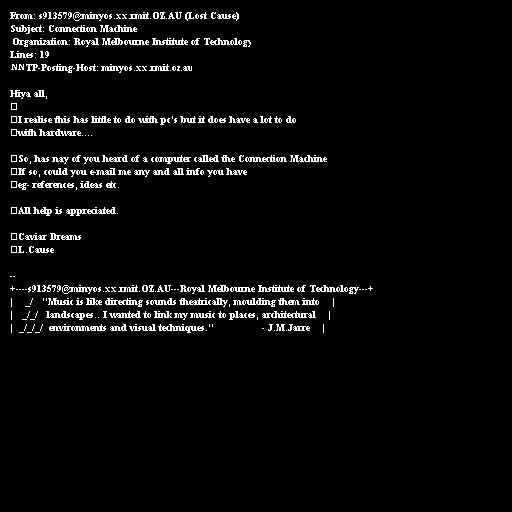 From: s913579@minyos.xx.rmit.OZ.AU (Lost Cause)
Subject: Connection Machine
Organization: Royal Melbourne Institute of Technology
Lines: 19
NNTP-Posting-Host: minyos.xx.rmit.oz.au

Hiya all,

I realise this has little to do with pc's but it does have a lot to do
with hardware....

So, has nay of you heard of a computer called the Connection Machine
If so, could you e-mail me any and all info you have
eg- references, ideas etc.

All help is appreciated.

Caviar Dreams
L.Cause

--
+----s913579@minyos.xx.rmit.OZ.AU---Royal Melbourne Institute of Technology---+
|     _/   "Music is like directing sounds theatrically, moulding them into    |
|    _/_/   landscapes.. I wanted to link my music to places, architectural    |
|  _/_/_/  environments and visual techniques."                - J.M.Jarre    |